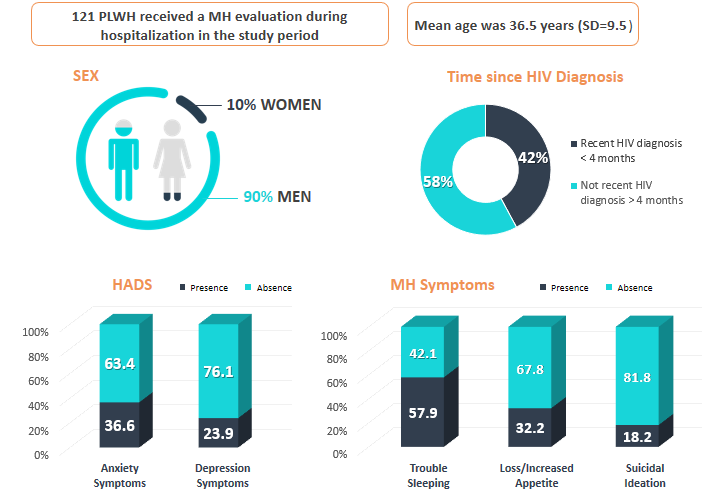 121 PLWH received a MH evaluation during
hospitalization in the study period
Mean age was 36.5 years (SD=9.5)
SEX
10% WOMEN
90% MEN
Time since HIV Diagnosis
42%
58%
Recent HIV diagnosis
< 4 months
Not recent HIV
diagnosis > 4 months
HADS
Presence
Absence
100%
80%
60%
40%
20%
0%
63.4
36.6
76.1
23.9
Anxiety
Symptoms
Depression
Symptoms
MH Symptoms
Presence
Absence
100%
80%
60%
40%
20%
0%
42.1
57.9
67.8
32.2
81.8
18.2
Trouble
Sleeping
Loss/Increased
Appetite
Suicidal
Ideation